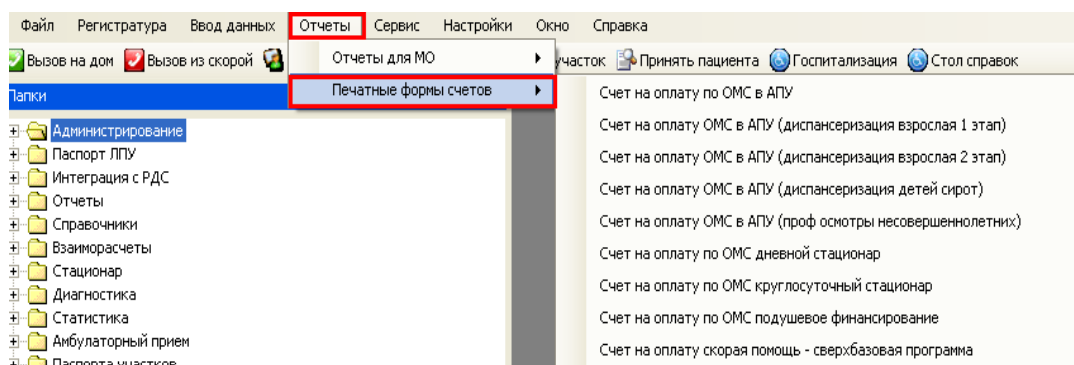 Файл Регистратура Ввод данных Отчеты Сервис Настройки Окно Справка
Вызов на дом Вызов из скорой участок Принять пациента Госпитализация Стол справок
Отчеты для МО
Печатные формы счетов
Папки
Администрирование
Паспорт ЛПУ
Интеграция с РДС
Отчеты
Справочники
Взаиморасчеты
Стационар
Диагностика
Статистика
Амбулаторный прием
Паспорта участков
Счет на оплату по ОМС в АПУ
Счет на оплату ОМС в АПУ (диспансеризация взрослая 1 этап)
Счет на оплату ОМС в АПУ (диспансеризация взрослая 2 этап)
Счет на оплату ОМС в АПУ (диспансеризация детей сирот)
Счет на оплату ОМС в АПУ (проф осмотры несовершеннолетних)
Счет на оплату по ОМС дневной стационар
Счет на оплату по ОМС круглосуточный стационар
Счет на оплату по ОМС подушевое финансирование
Счет на оплату скорая помощь - сверхбазовая программа